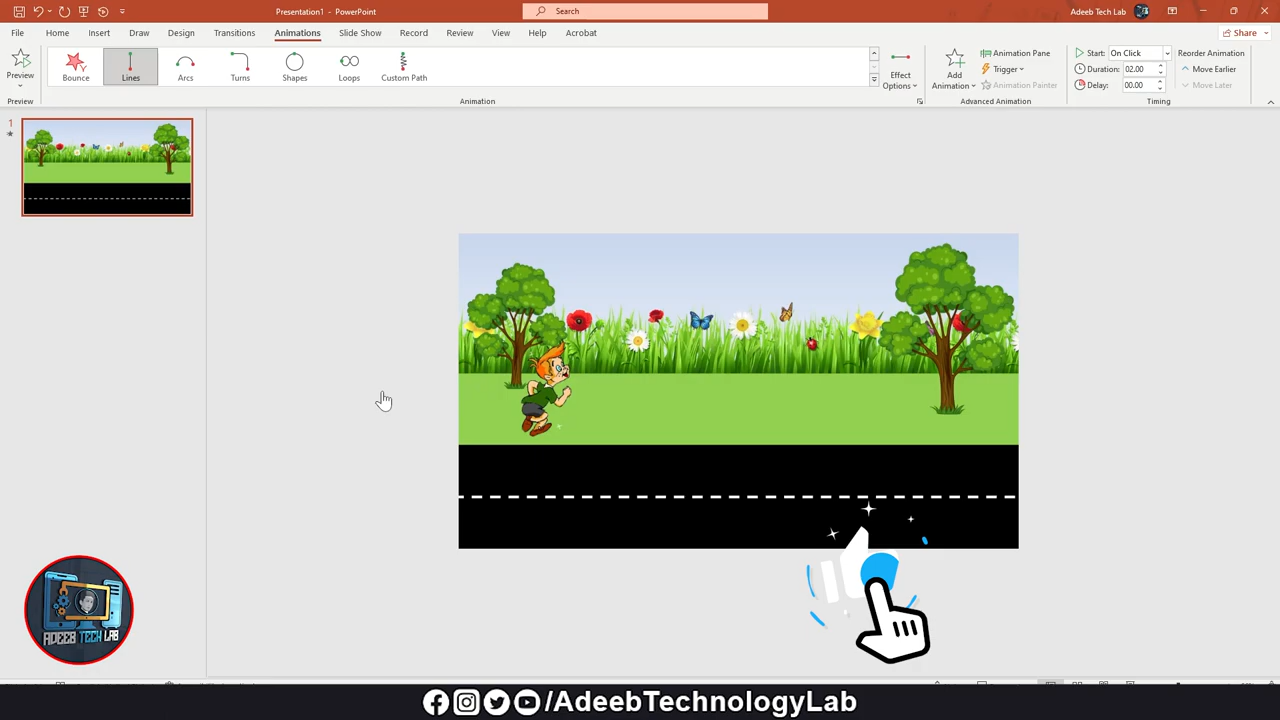 Presentation1 - PowerPoint
Search
Adeeb Tech Lab
File Home Insert Draw Design Transitions Animations Slide Show Record Review View Help Acrobat
Share
Preview
Bounce Lines Arcs Turns Shapes Loops Custom Path
Effect Options
Add Animation
Animation Pane
Trigger
Animation Painter
Start: On Click
Duration: 02.00
Delay: 00.00
Reorder Animation
Move Earlier
Move Later
Preview Animation Advanced Animation Timing
1
ADEEB TECH LAB
/AdeebTechnologyLab